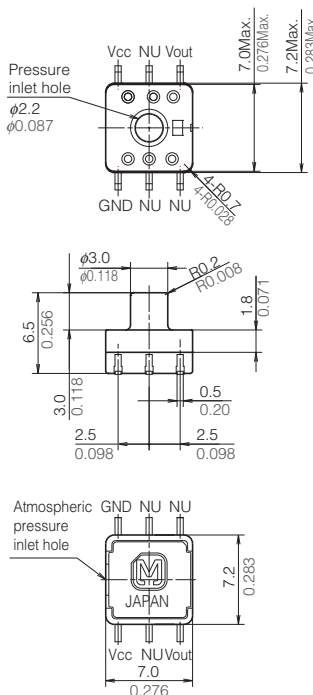 Vcc NU Vout
Pressure
inlet hole
ϕ2.2
ϕ0.087
7.0Max.
0.276Max.
7.2Max.
0.283Max.
4-R0.7
4-R0.028
GND NU NU
ϕ3.0
ϕ0.118
R0.2
R0.008
1.8
0.071
6.5
0.256
3.0
0.118
0.5
0.20
2.5
0.098
2.5
0.098
Atmospheric
pressure
inlet hole
GND NU NU
M
JAPAN
7.2
0.283
Vcc NU Vout
7.0
0.276